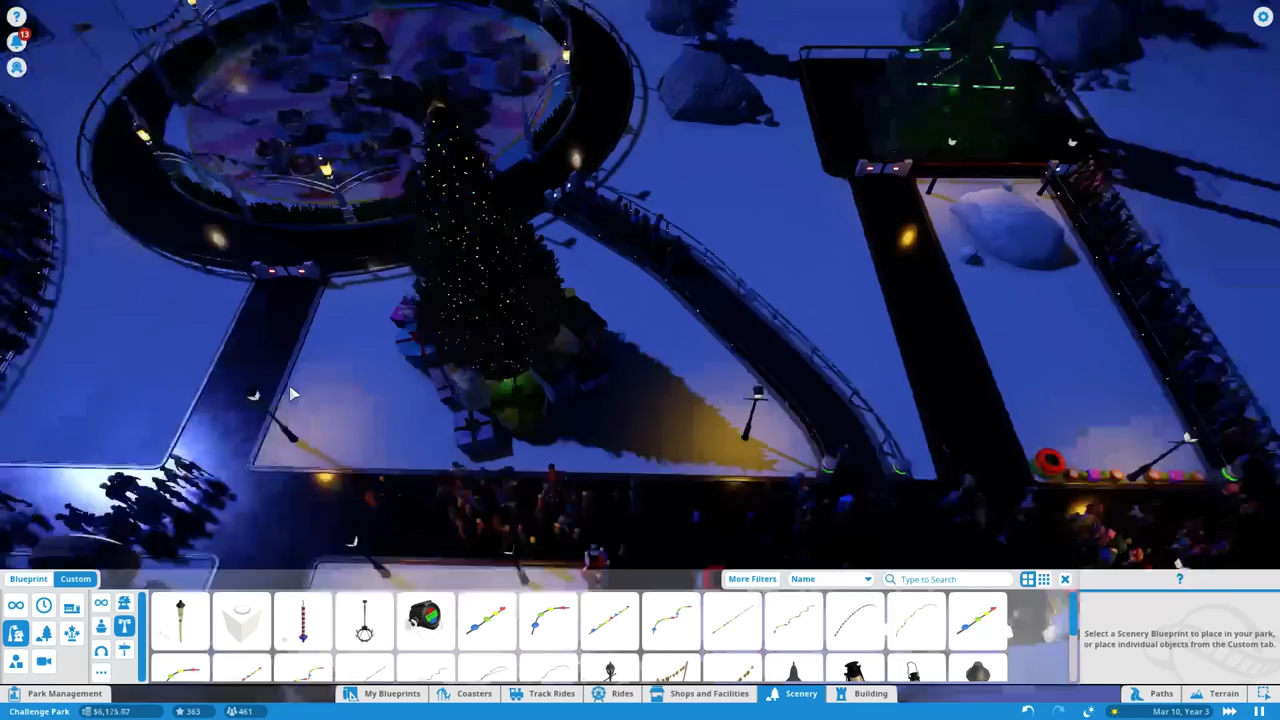 ?
13
Blueprint Custom
More Filters Name Type to Search ?
Select a Scenery Blueprint to place in your park,
or place individual objects from the Custom tab.
Park Management My Blueprints Coasters Track Rides Rides Shops and Facilities Scenery Building Paths Terrain
Challenge Park 363 461 Mar 10, Year 3